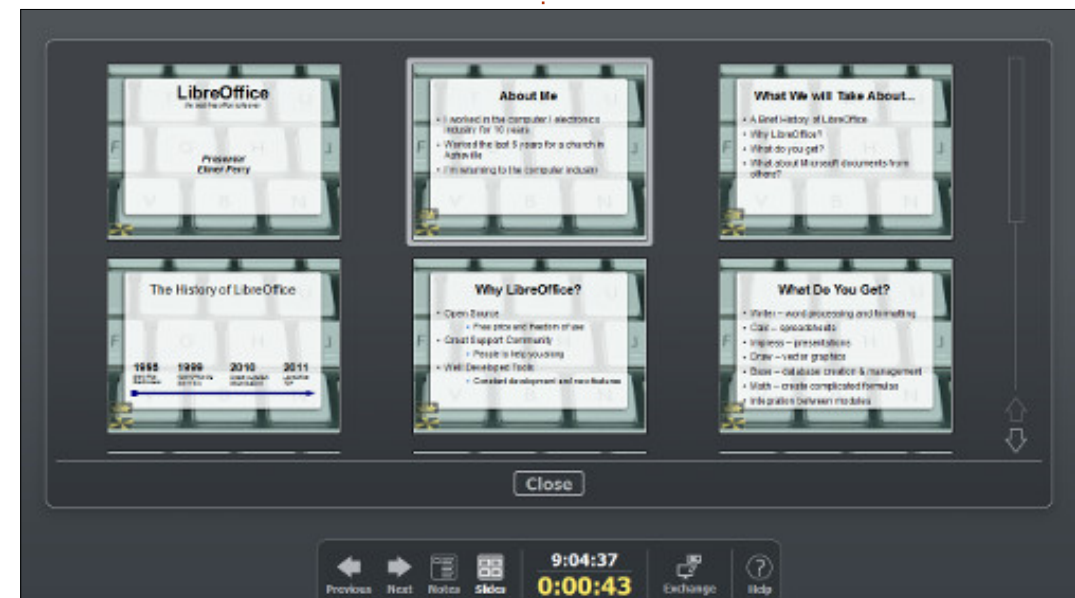 LibreOffice
Presenter
Elmer Perry
About Me
• I worked in the computer / electronics
industry for 10 years
• Worked the last 5 years for a church in
Asheville
• I'm returning to the computer industry
What We will Take About...
• A Brief History of LibreOffice
• Why LibreOffice?
• What do you get?
• What about Microsoft documents from
others?
The History of LibreOffice
1999
2010
2011
Why LibreOffice?
• Open Source
• Free price and freedom of use
• Great Support Community
• People to help you along
• Well Developed Tools
• Constant development and new features
What Do You Get?
• Writer – word processing and formatting
• Calc – spreadsheets
• Impress – presentations
• Draw – vector graphics
• Base – database creation & management
• Math – create complicated formulas
• Integration between modules
Close
Previous
Next
Notes
Slides
9:04:37
0:00:43
Exchange
Help